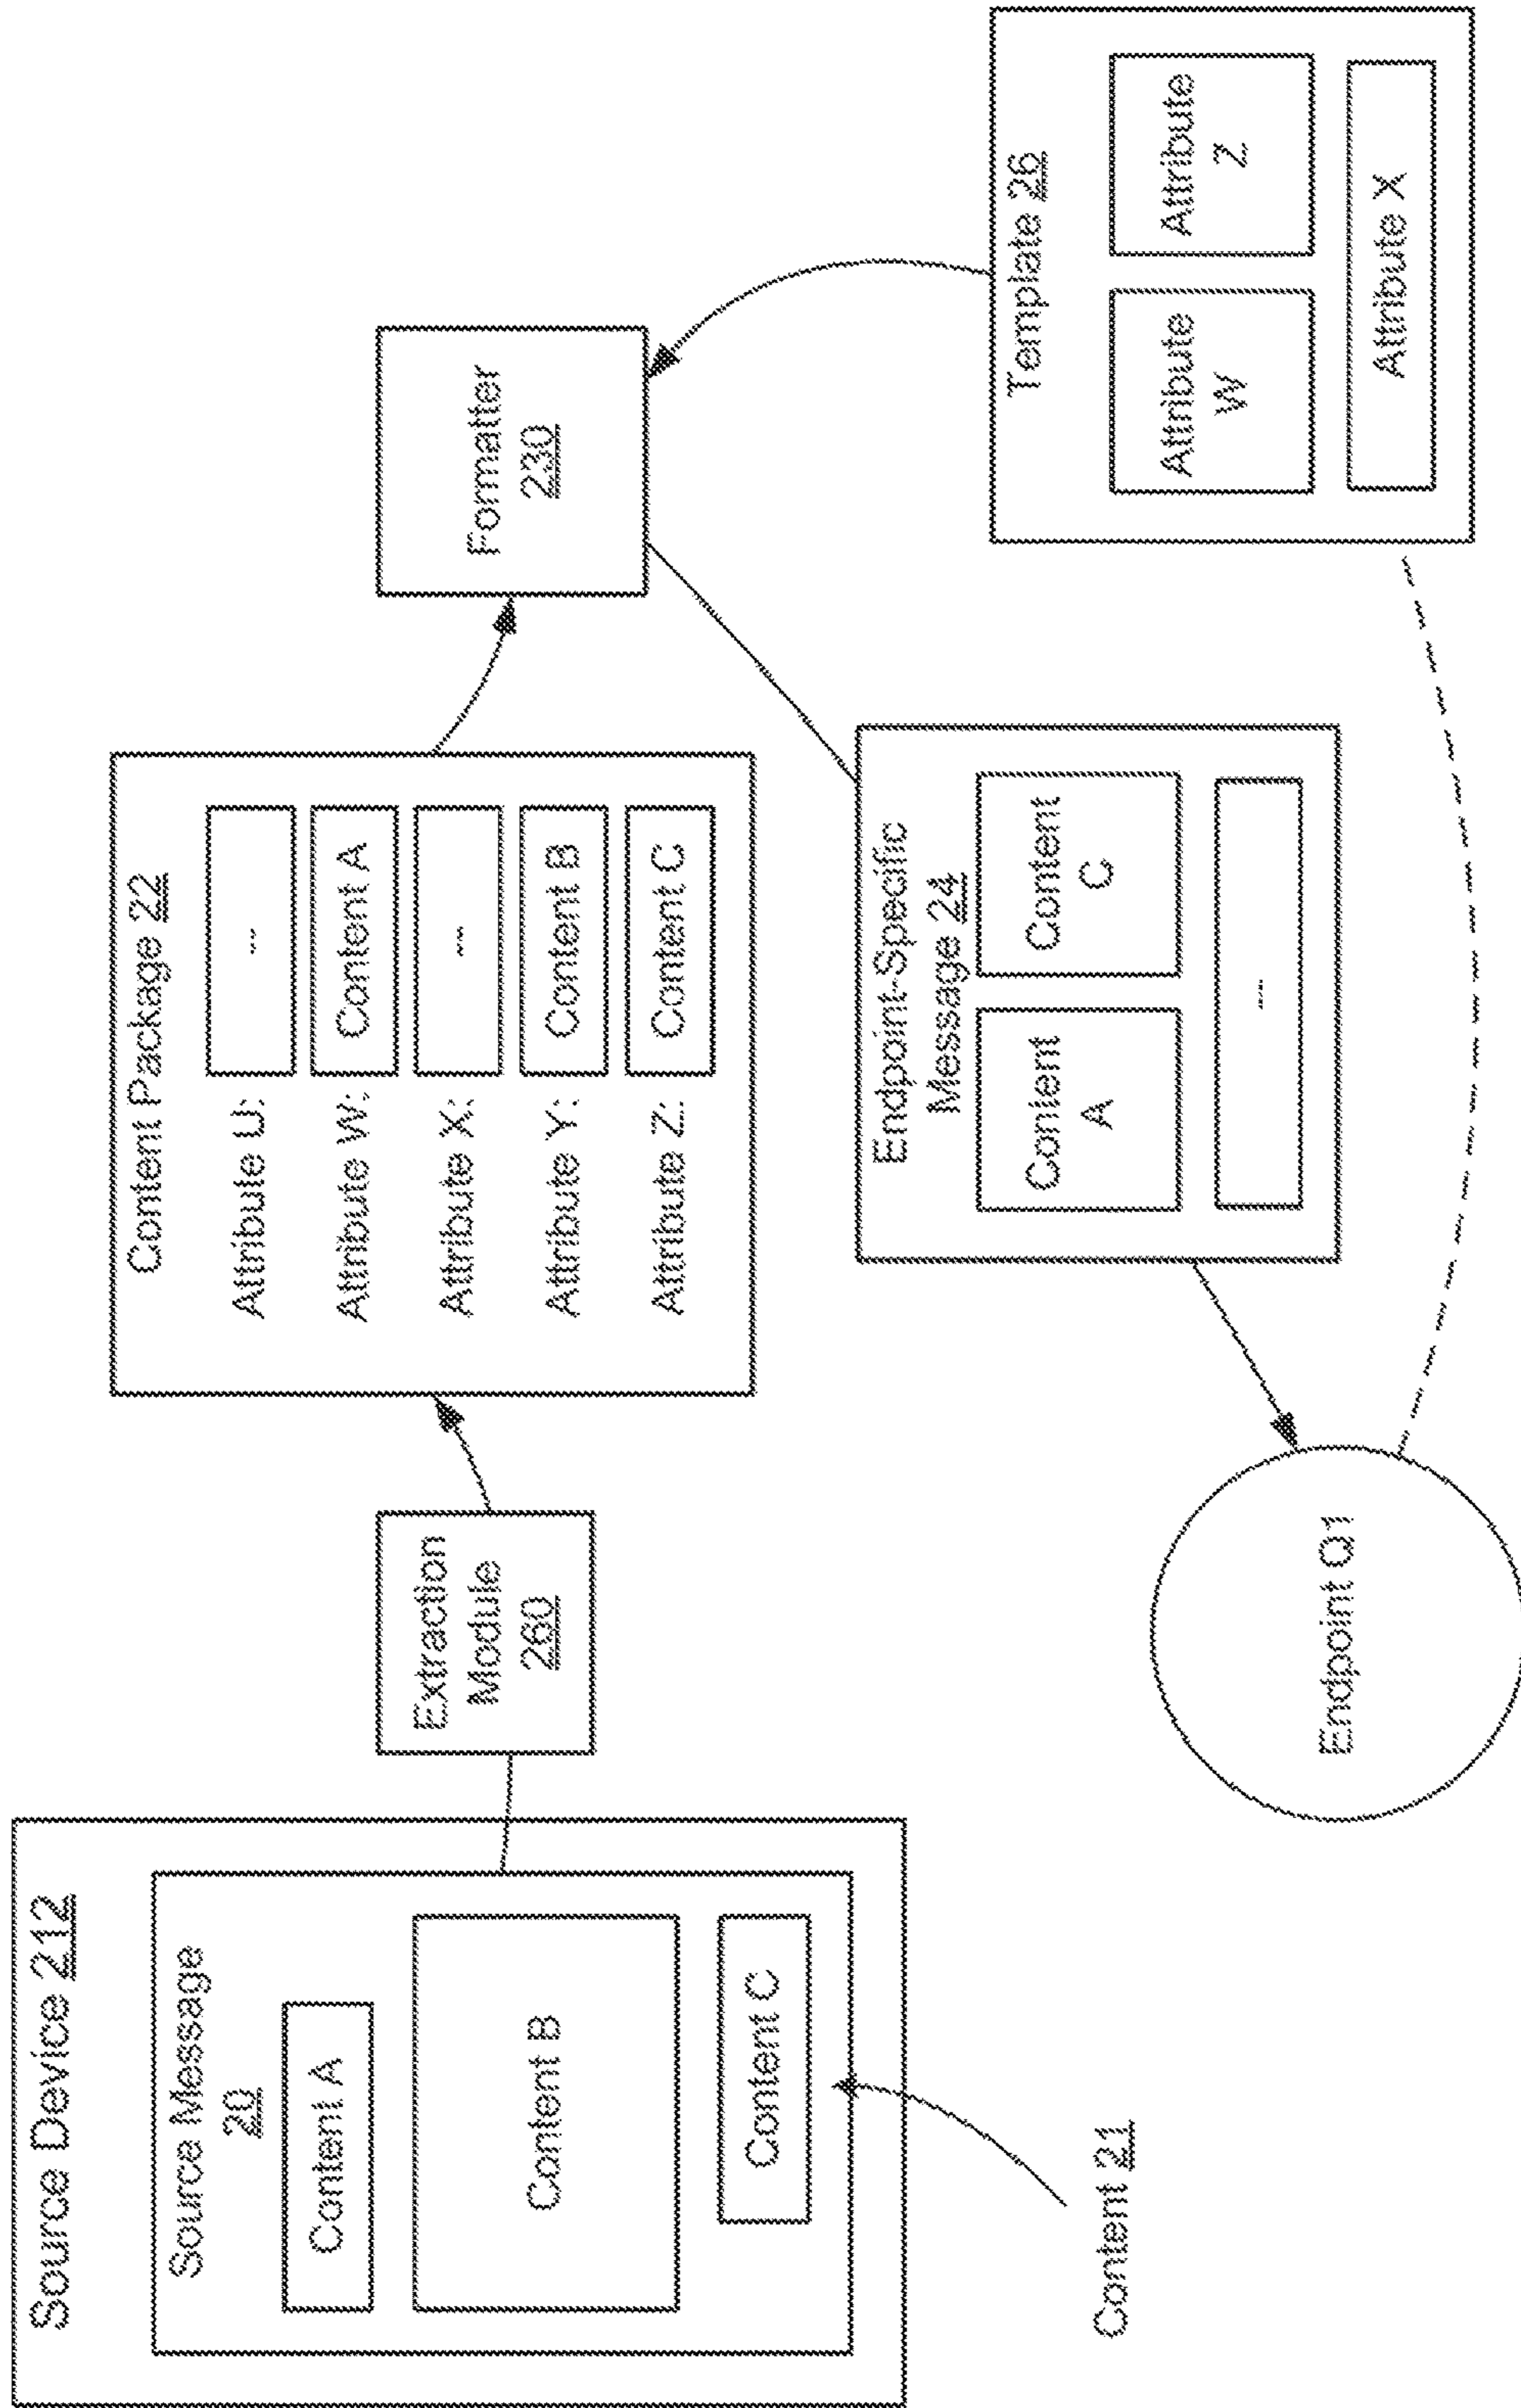 Source Device 212
Source Message
20
Content A
Content B
Content C
Content 21
Extraction
Module
260
Content Package 22
Attribute U:
---
Attribute W:
Content A
Attribute X:
---
Attribute Y:
Content B
Attribute Z:
Content C
Formatter
230
Endpoint-Specific
Message 24
Content
A
Content
C
---
Endpoint Q1
Template 26
Attribute
W
Attribute
Z
Attribute X